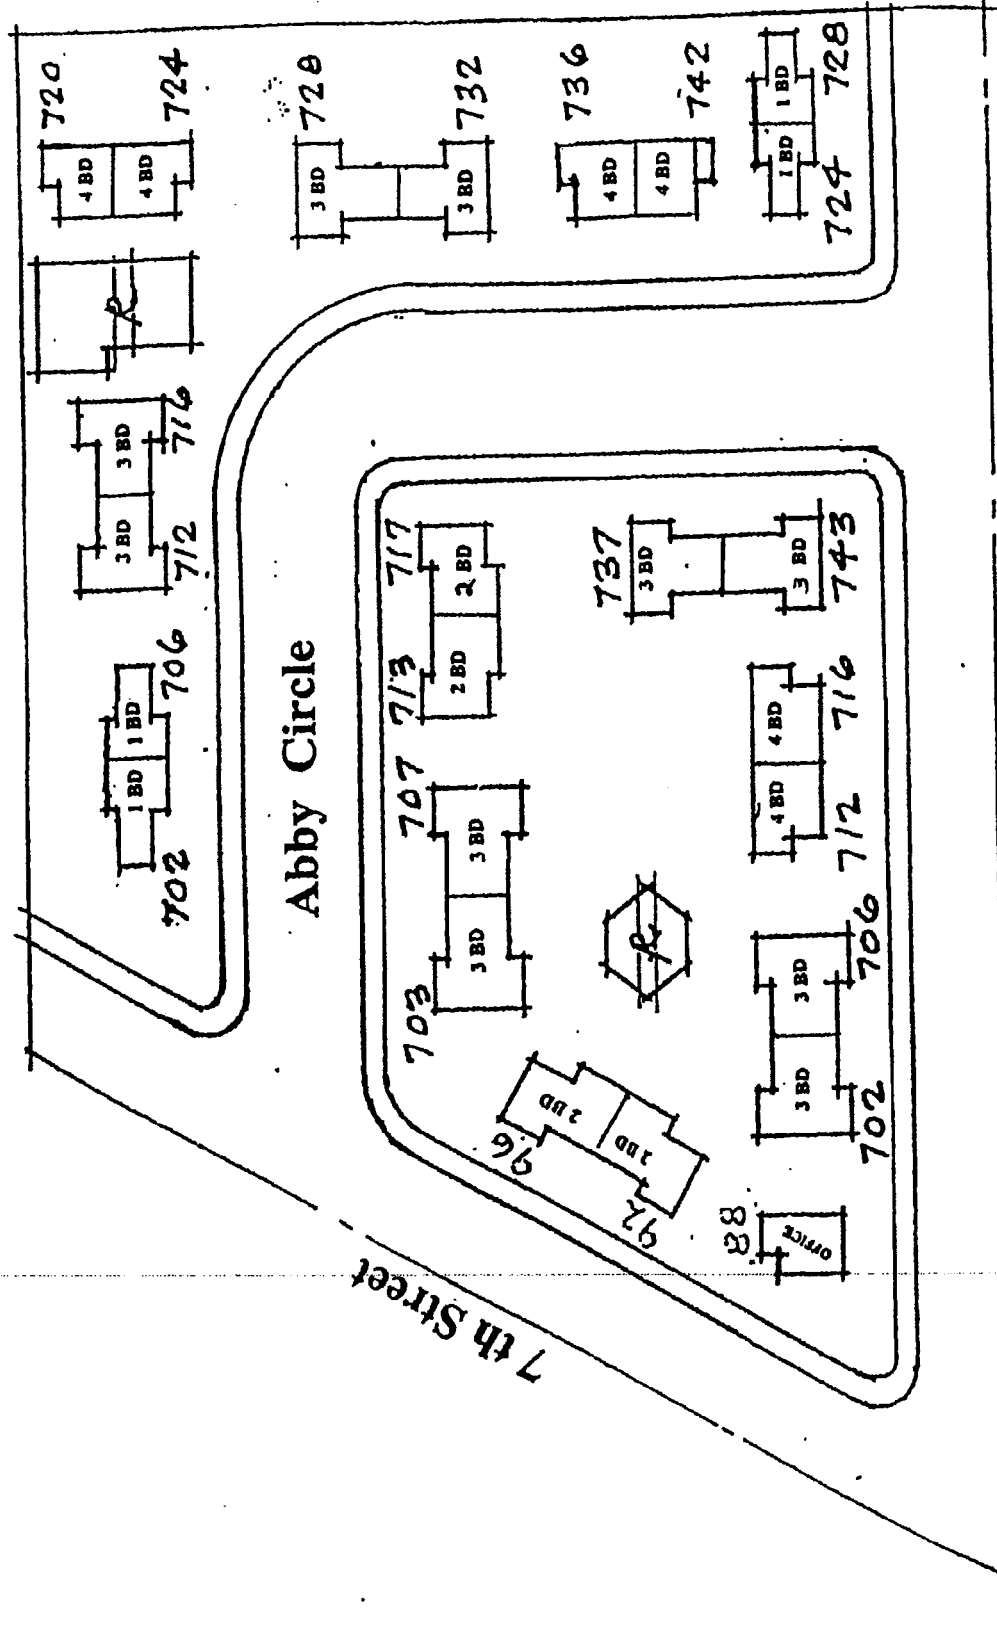 720
4 BD
4 BD
724
728
3 BD
3 BD
732
736
4 BD
4 BD
742
1 BD
1 BD
724 728
3 BD 3 BD
712 716
1 BD 1 BD
702 706
Abby Circle
713 717
2 BD 2 BD
703 707
3 BD 3 BD
737
3 BD
3 BD
743
4 BD 4 BD
712 716
3 BD 3 BD
702 706
96
2 BD
2 BD
92
88
OFFICE
7 th Street